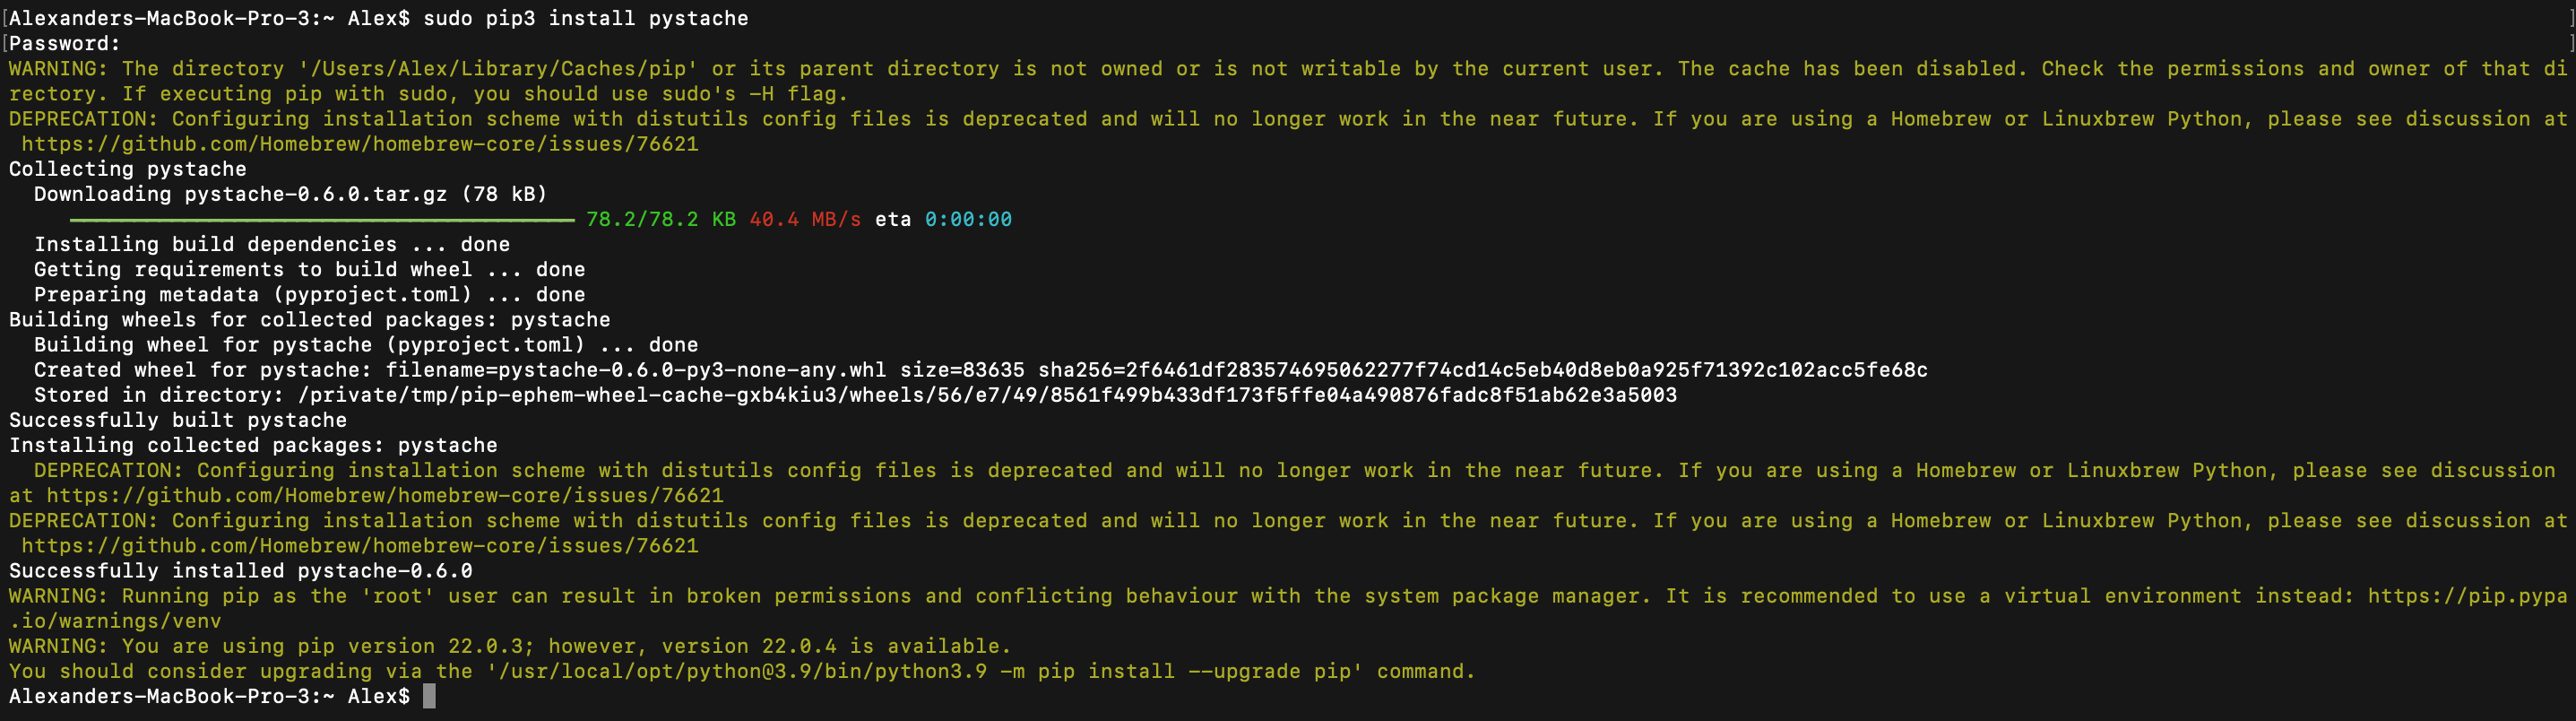 [Alexanders-MacBook-Pro-3:~ Alex$ sudo pip3 install pystache ]
[Password: ]
WARNING: The directory '/Users/Alex/Library/Caches/pip' or its parent directory is not owned or is not writable by the current user. The cache has been disabled. Check the permissions and owner of that di
rectory. If executing pip with sudo, you should use sudo's -H flag.
DEPRECATION: Configuring installation scheme with distutils config files is deprecated and will no longer work in the near future. If you are using a Homebrew or Linuxbrew Python, please see discussion at
 https://github.com/Homebrew/homebrew-core/issues/76621
Collecting pystache
  Downloading pystache-0.6.0.tar.gz (78 kB)
     78.2/78.2 KB 40.4 MB/s eta 0:00:00
  Installing build dependencies ... done
  Getting requirements to build wheel ... done
  Preparing metadata (pyproject.toml) ... done
Building wheels for collected packages: pystache
  Building wheel for pystache (pyproject.toml) ... done
  Created wheel for pystache: filename=pystache-0.6.0-py3-none-any.whl size=83635 sha256=2f6461df283574695062277f74cd14c5eb40d8eb0a925f71392c102acc5fe68c
  Stored in directory: /private/tmp/pip-ephem-wheel-cache-gxb4kiu3/wheels/56/e7/49/8561f499b433df173f5ffe04a490876fadc8f51ab62e3a5003
Successfully built pystache
Installing collected packages: pystache
  DEPRECATION: Configuring installation scheme with distutils config files is deprecated and will no longer work in the near future. If you are using a Homebrew or Linuxbrew Python, please see discussion
at https://github.com/Homebrew/homebrew-core/issues/76621
DEPRECATION: Configuring installation scheme with distutils config files is deprecated and will no longer work in the near future. If you are using a Homebrew or Linuxbrew Python, please see discussion at
 https://github.com/Homebrew/homebrew-core/issues/76621
Successfully installed pystache-0.6.0
WARNING: Running pip as the 'root' user can result in broken permissions and conflicting behaviour with the system package manager. It is recommended to use a virtual environment instead: https://pip.pypa
.io/warnings/venv
WARNING: You are using pip version 22.0.3; however, version 22.0.4 is available.
You should consider upgrading via the '/usr/local/opt/python@3.9/bin/python3.9 -m pip install --upgrade pip' command.
Alexanders-MacBook-Pro-3:~ Alex$